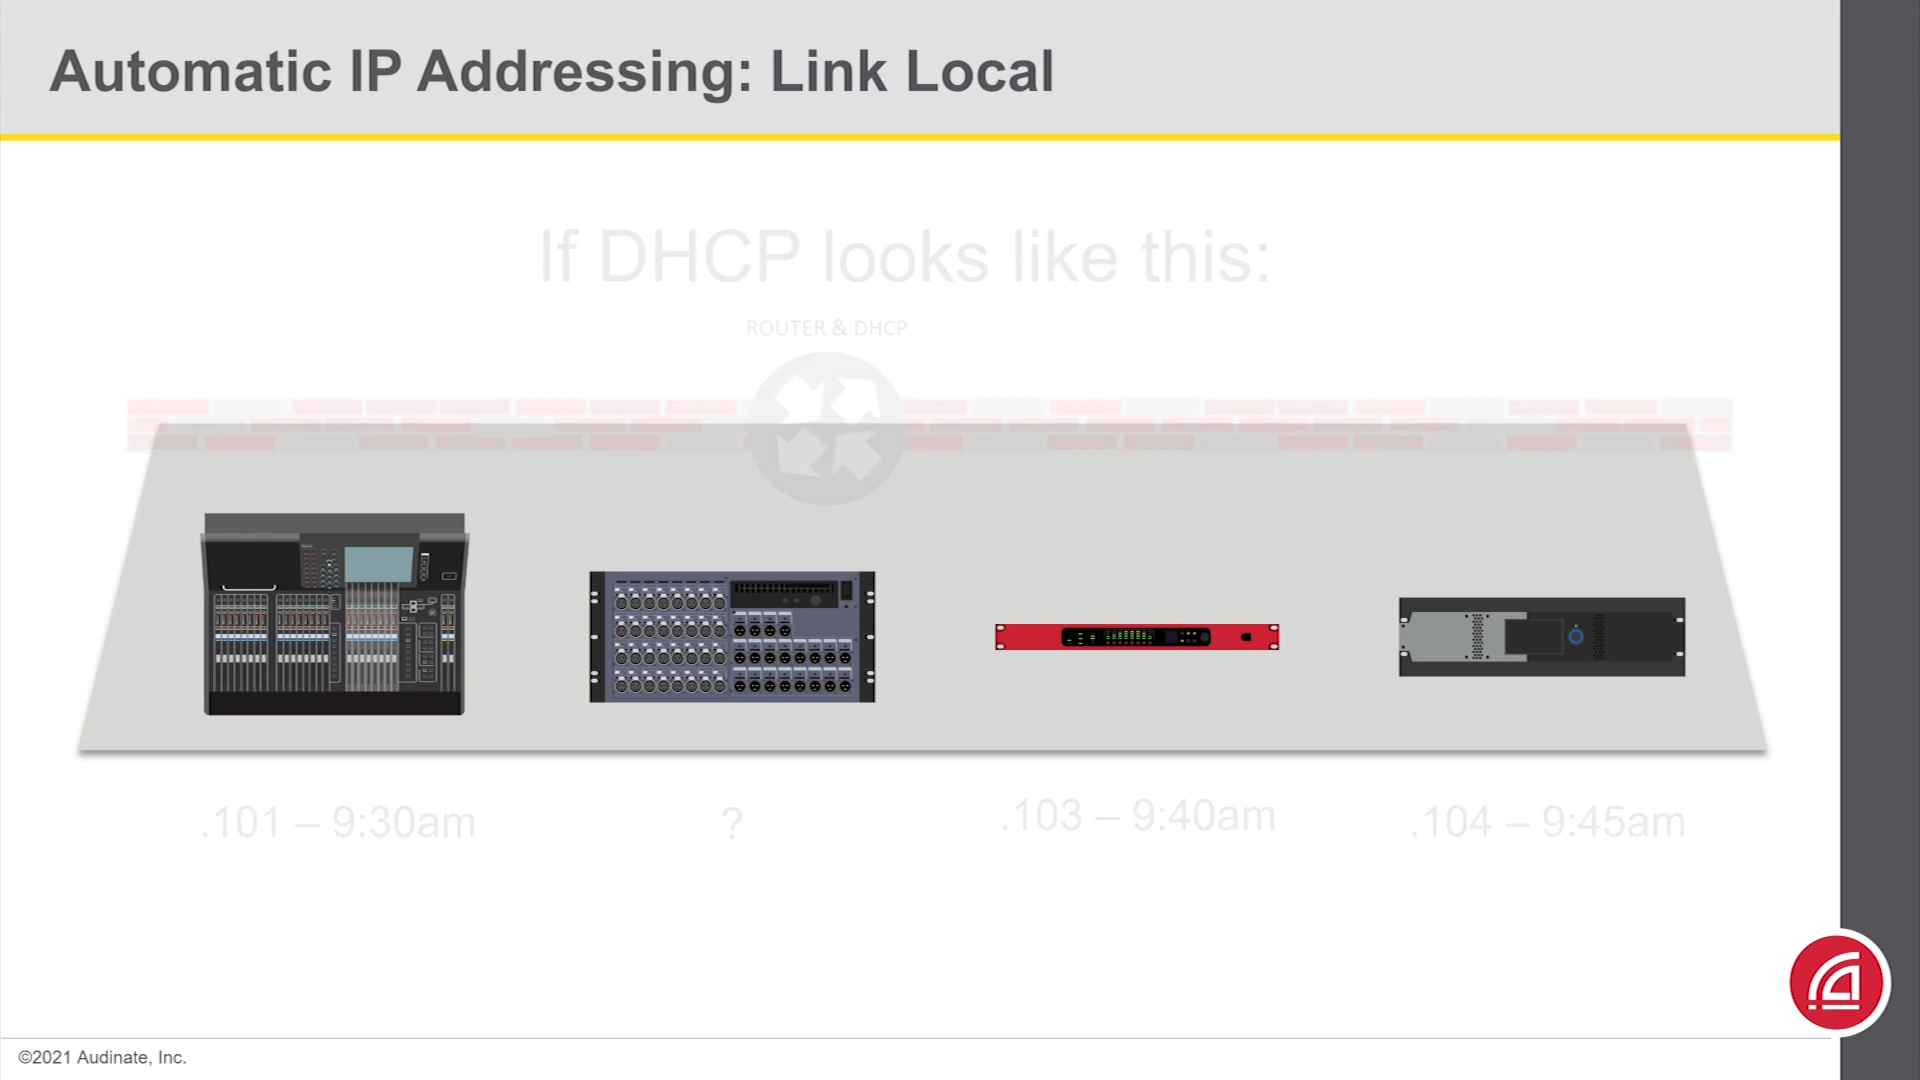 Automatic IP Addressing: Link Local
If DHCP looks like this:
ROUTER & DHCP
.101 – 9:30am
?
.103 – 9:40am
.104 – 9:45am
©2021 Audinate, Inc.